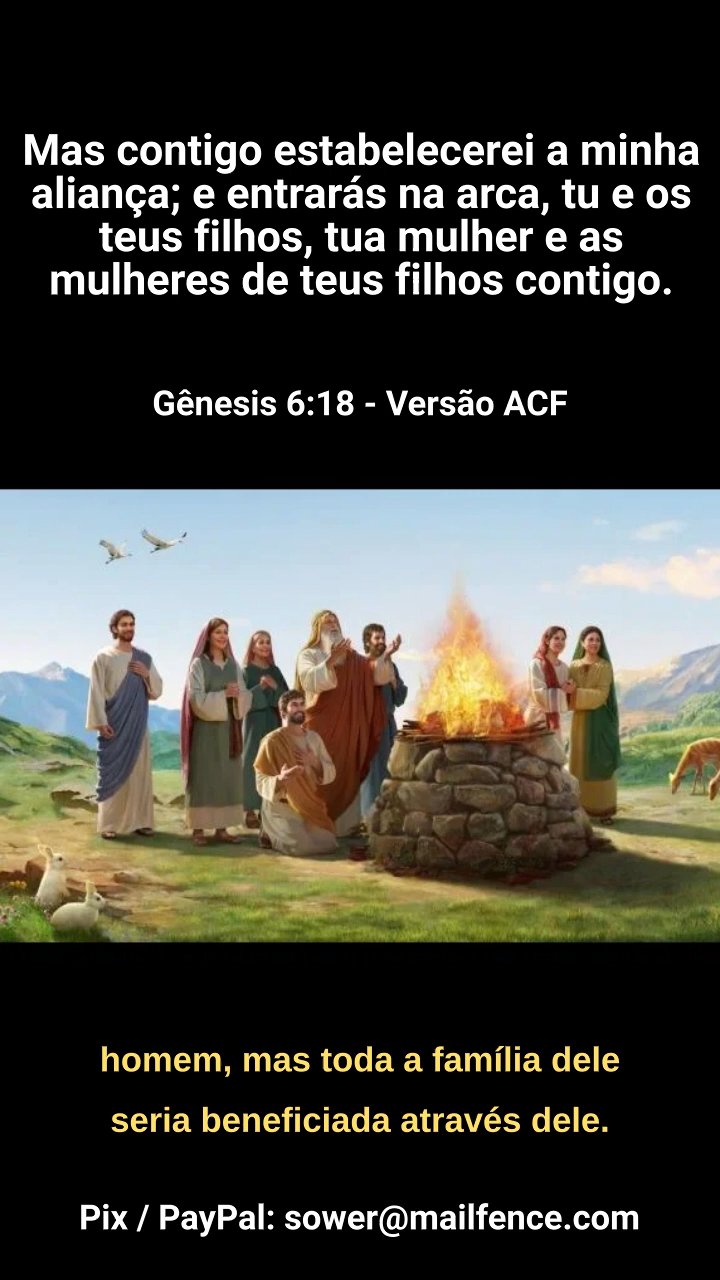 Mas contigo estabelecerei a minha
aliança; e entrarás na arca, tu e os
teus filhos, tua mulher e as
mulheres de teus filhos contigo.
Gênesis 6:18 - Versão ACF
homem, mas toda a família dele
seria beneficiada através dele.
Pix / PayPal: sower@mailfence.com